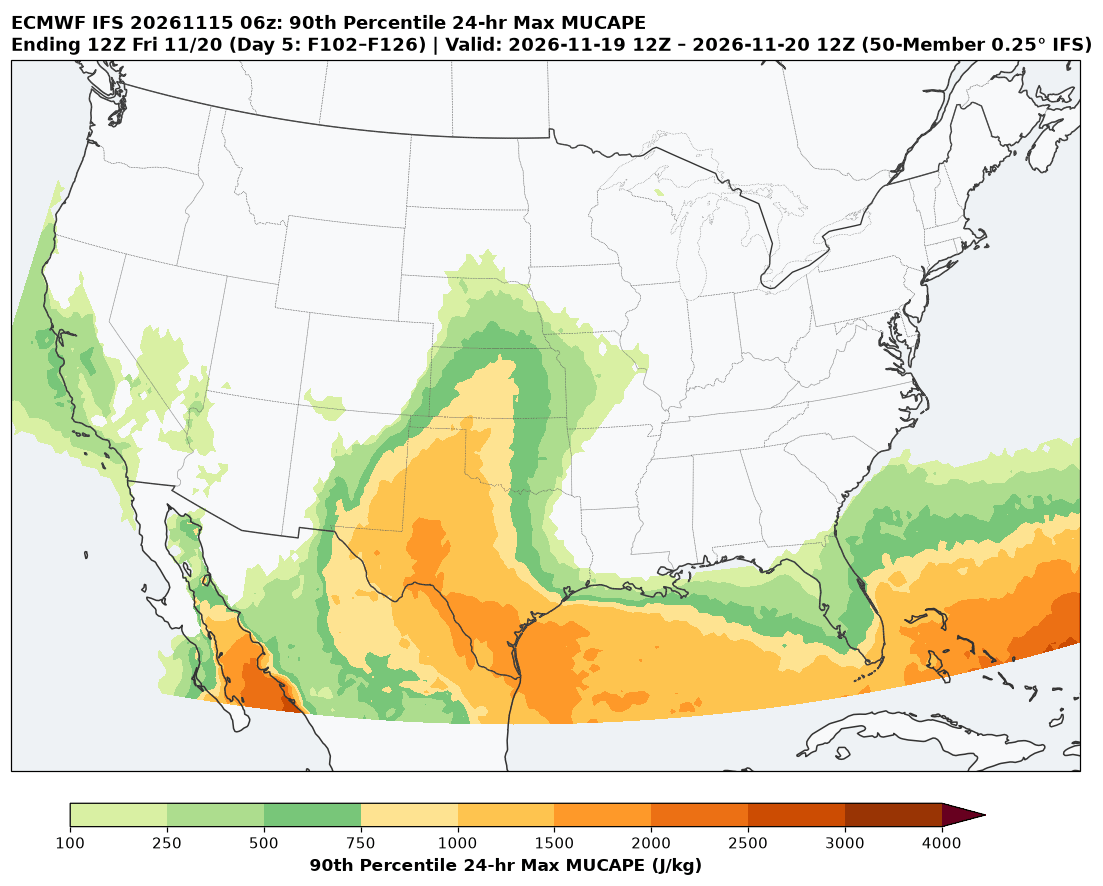 ECMWF IFS 20261115 06z: 90th Percentile 24-hr Max MUCAPE
Ending 12Z Fri 11/20 (Day 5: F102–F126) | Valid: 2026-11-19 12Z – 2026-11-20 12Z (50-Member 0.25° IFS)
100 250 500 750 1000 1500 2000 2500 3000 4000
90th Percentile 24-hr Max MUCAPE (J/kg)